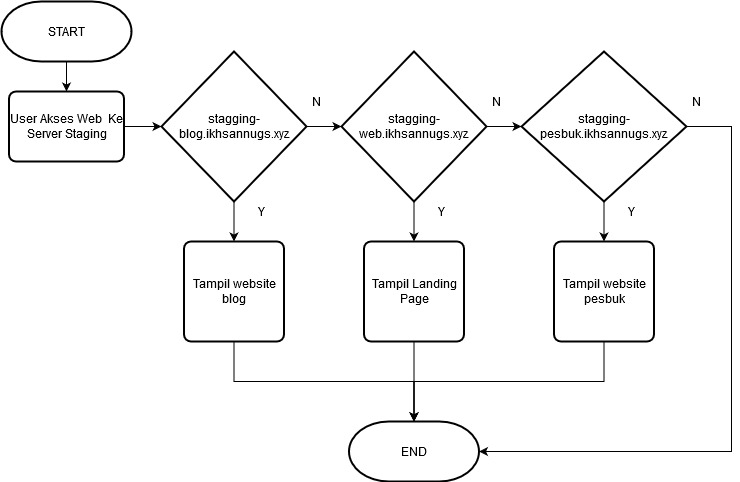 START
User Akses Web Ke
Server Staging
stagging-
blog.ikhsannugs.xyz
N
stagging-
web.ikhsannugs.xyz
N
stagging-
pesbuk.ikhsannugs.xyz
N
Y
Y
Y
Tampil website
blog
Tampil Landing
Page
Tampil website
pesbuk
END